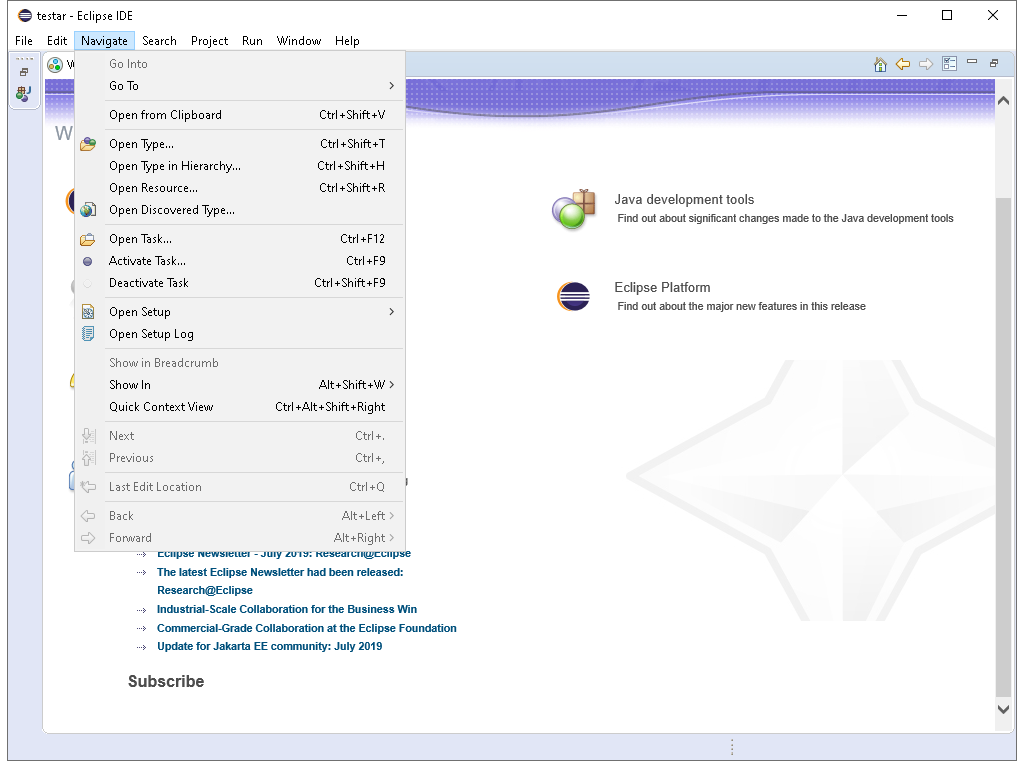 testar - Eclipse IDE
File Edit Navigate Search Project Run Window Help
Go Into
Go To
Open from Clipboard Ctrl+Shift+V
Open Type... Ctrl+Shift+T
Open Type in Hierarchy... Ctrl+Shift+H
Open Resource... Ctrl+Shift+R
Open Discovered Type...
Open Task... Ctrl+F12
Activate Task... Ctrl+F9
Deactivate Task Ctrl+Shift+F9
Open Setup
Open Setup Log
Show in Breadcrumb
Show In Alt+Shift+W
Quick Context View Ctrl+Alt+Shift+Right
Next Ctrl+.
Previous Ctrl+,
Last Edit Location Ctrl+Q
Back Alt+Left
Forward Alt+Right
Java development tools
Find out about significant changes made to the Java development tools
Eclipse Platform
Find out about the major new features in this release
Eclipse Newsletter - July 2019: Research@Eclipse
The latest Eclipse Newsletter had been released:
Research@Eclipse
Industrial-Scale Collaboration for the Business Win
Commercial-Grade Collaboration at the Eclipse Foundation
Update for Jakarta EE community: July 2019
Subscribe